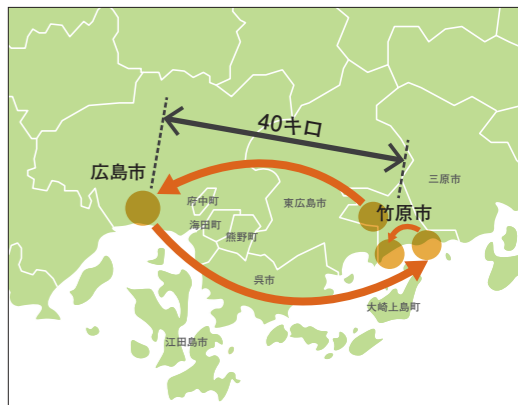 40キロ
広島市
三原市
府中町
東広島市
竹原市
海田町
熊野町
呉市
大崎上島町
江田島市